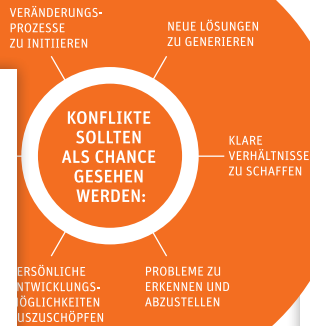 VERÄNDERUNGS-
PROZESSE
ZU INITIIEREN
NEUE LÖSUNGEN
ZU GENERIEREN
KONFLIKTE
SOLLTEN
ALS CHANCE
GESEHEN
WERDEN:
KLARE
VERHÄLTNISSE
ZU SCHAFFEN
ERSÖNLICHE
NTWICKLUNGS-
ÖGLICHKEITEN
USZUSCHÖPFEN
PROBLEME ZU
ERKENNEN UND
ABZUSTELLEN